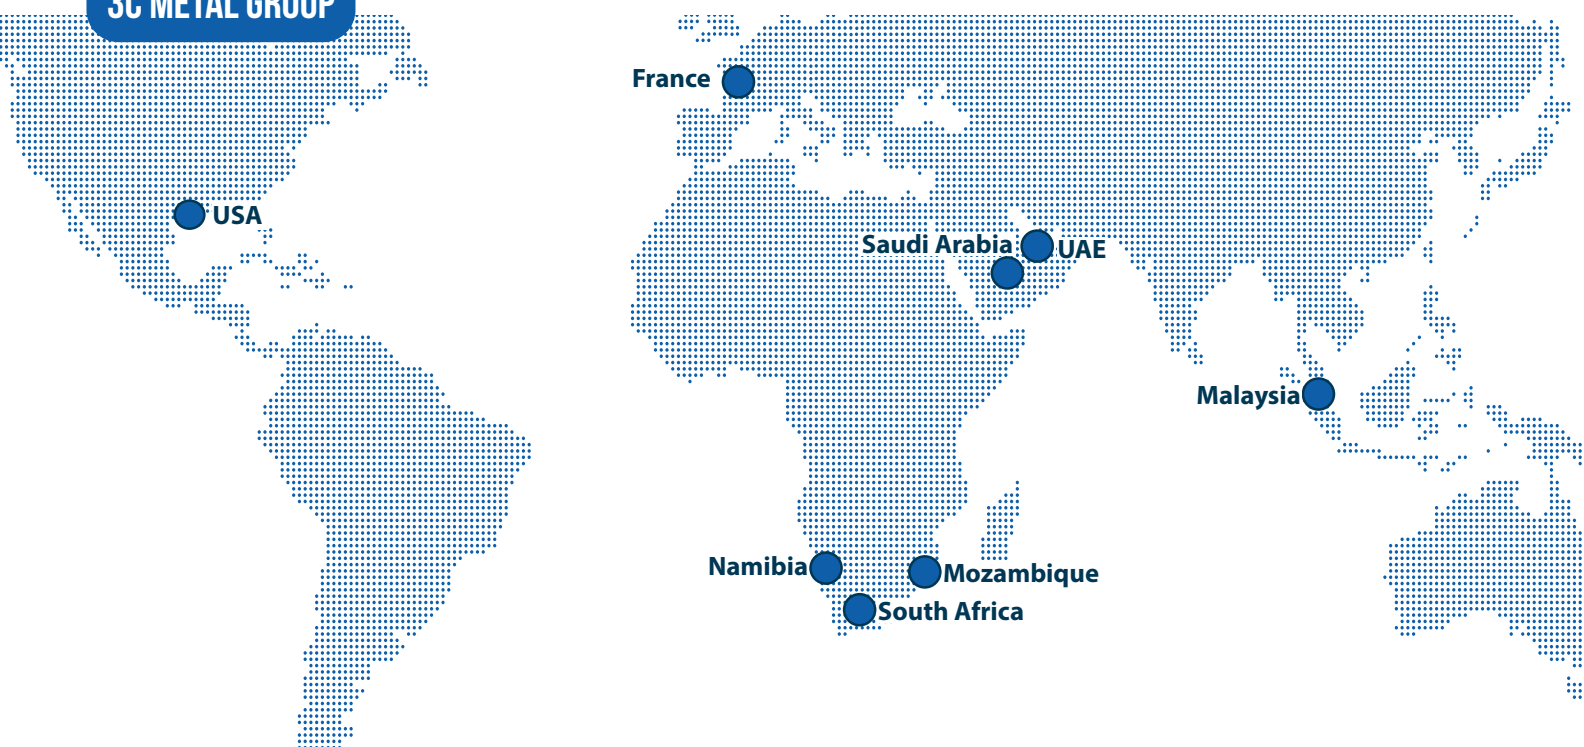 3C METAL GROUP
France
USA
Saudi Arabia
UAE
Malaysia
Namibia
Mozambique
South Africa